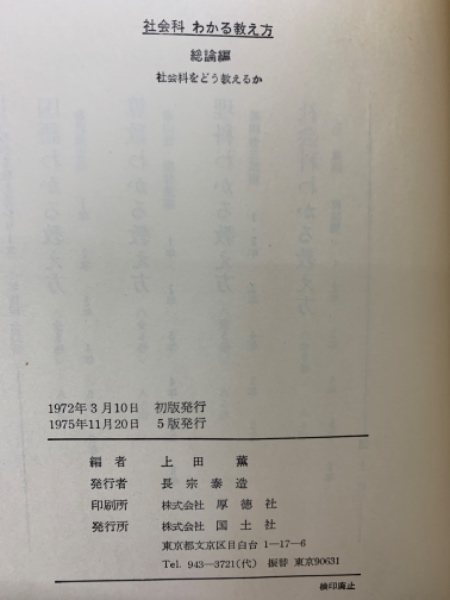 社会科 わかる教え方
総論編
社会科をどう教えるか
1972年3月10日 初版発行
1975年11月20日 5版発行
編者 上田薫
発行者 長宗泰造
印刷所 株式会社 厚徳社
発行所 株式会社 国土社
東京都文京区目白台 1―17―6
Tel. 943―3721(代) 振替 東京90631
検印廃止